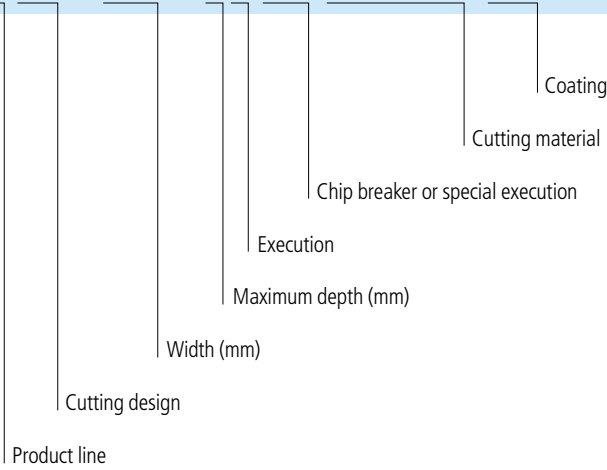 Coating
Cutting material
Chip breaker or special execution
Execution
Maximum depth (mm)
Width (mm)
Cutting design
Product line